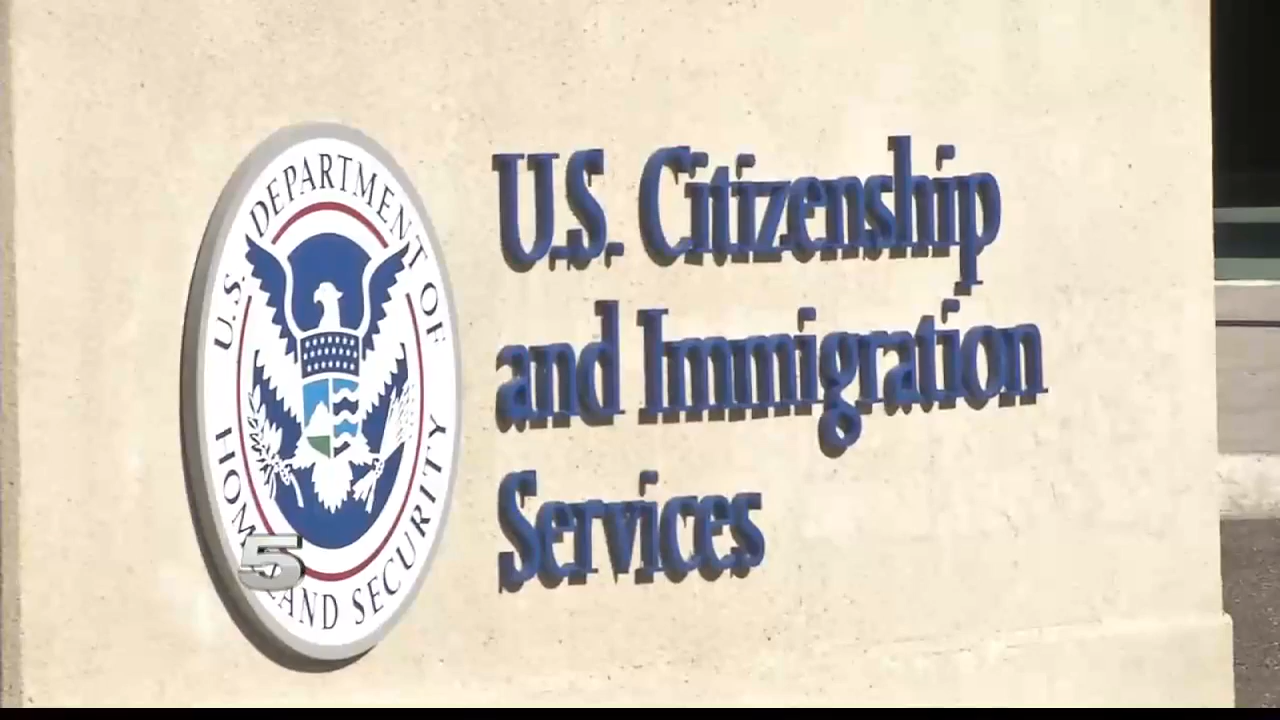 U.S. DEPARTMENT OF
HOMELAND SECURITY
U.S. Citizenship
and Immigration
Services
5